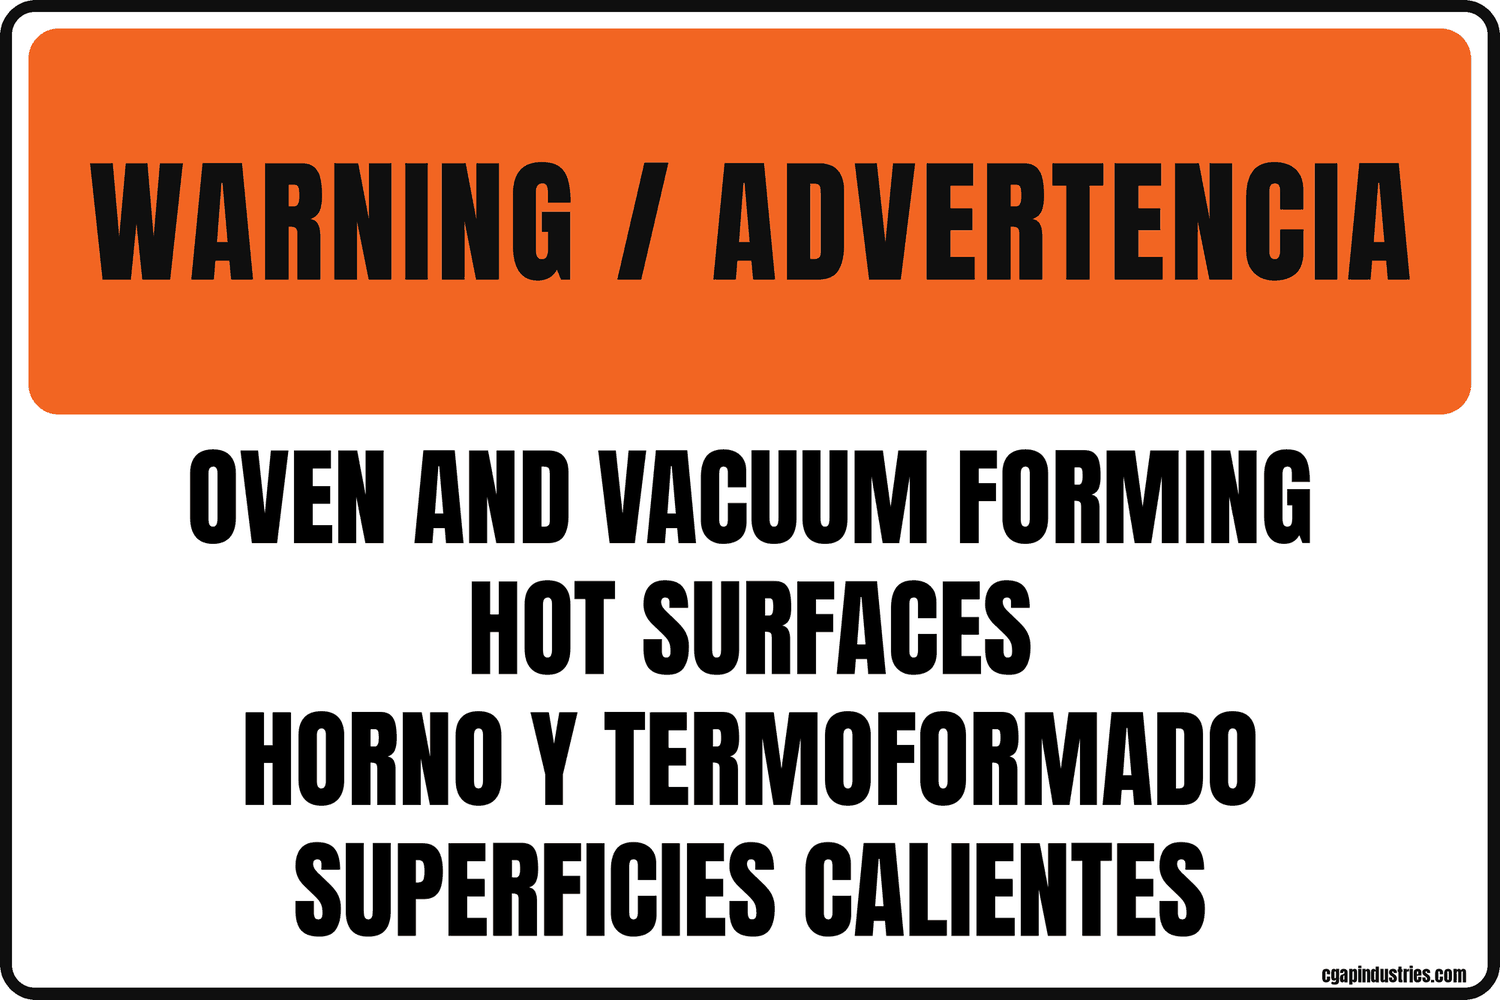 WARNING / ADVERTENCIA
OVEN AND VACUUM FORMING
HOT SURFACES
HORNO Y TERMOFORMADO
SUPERFICIES CALIENTES
cgapindustries.com